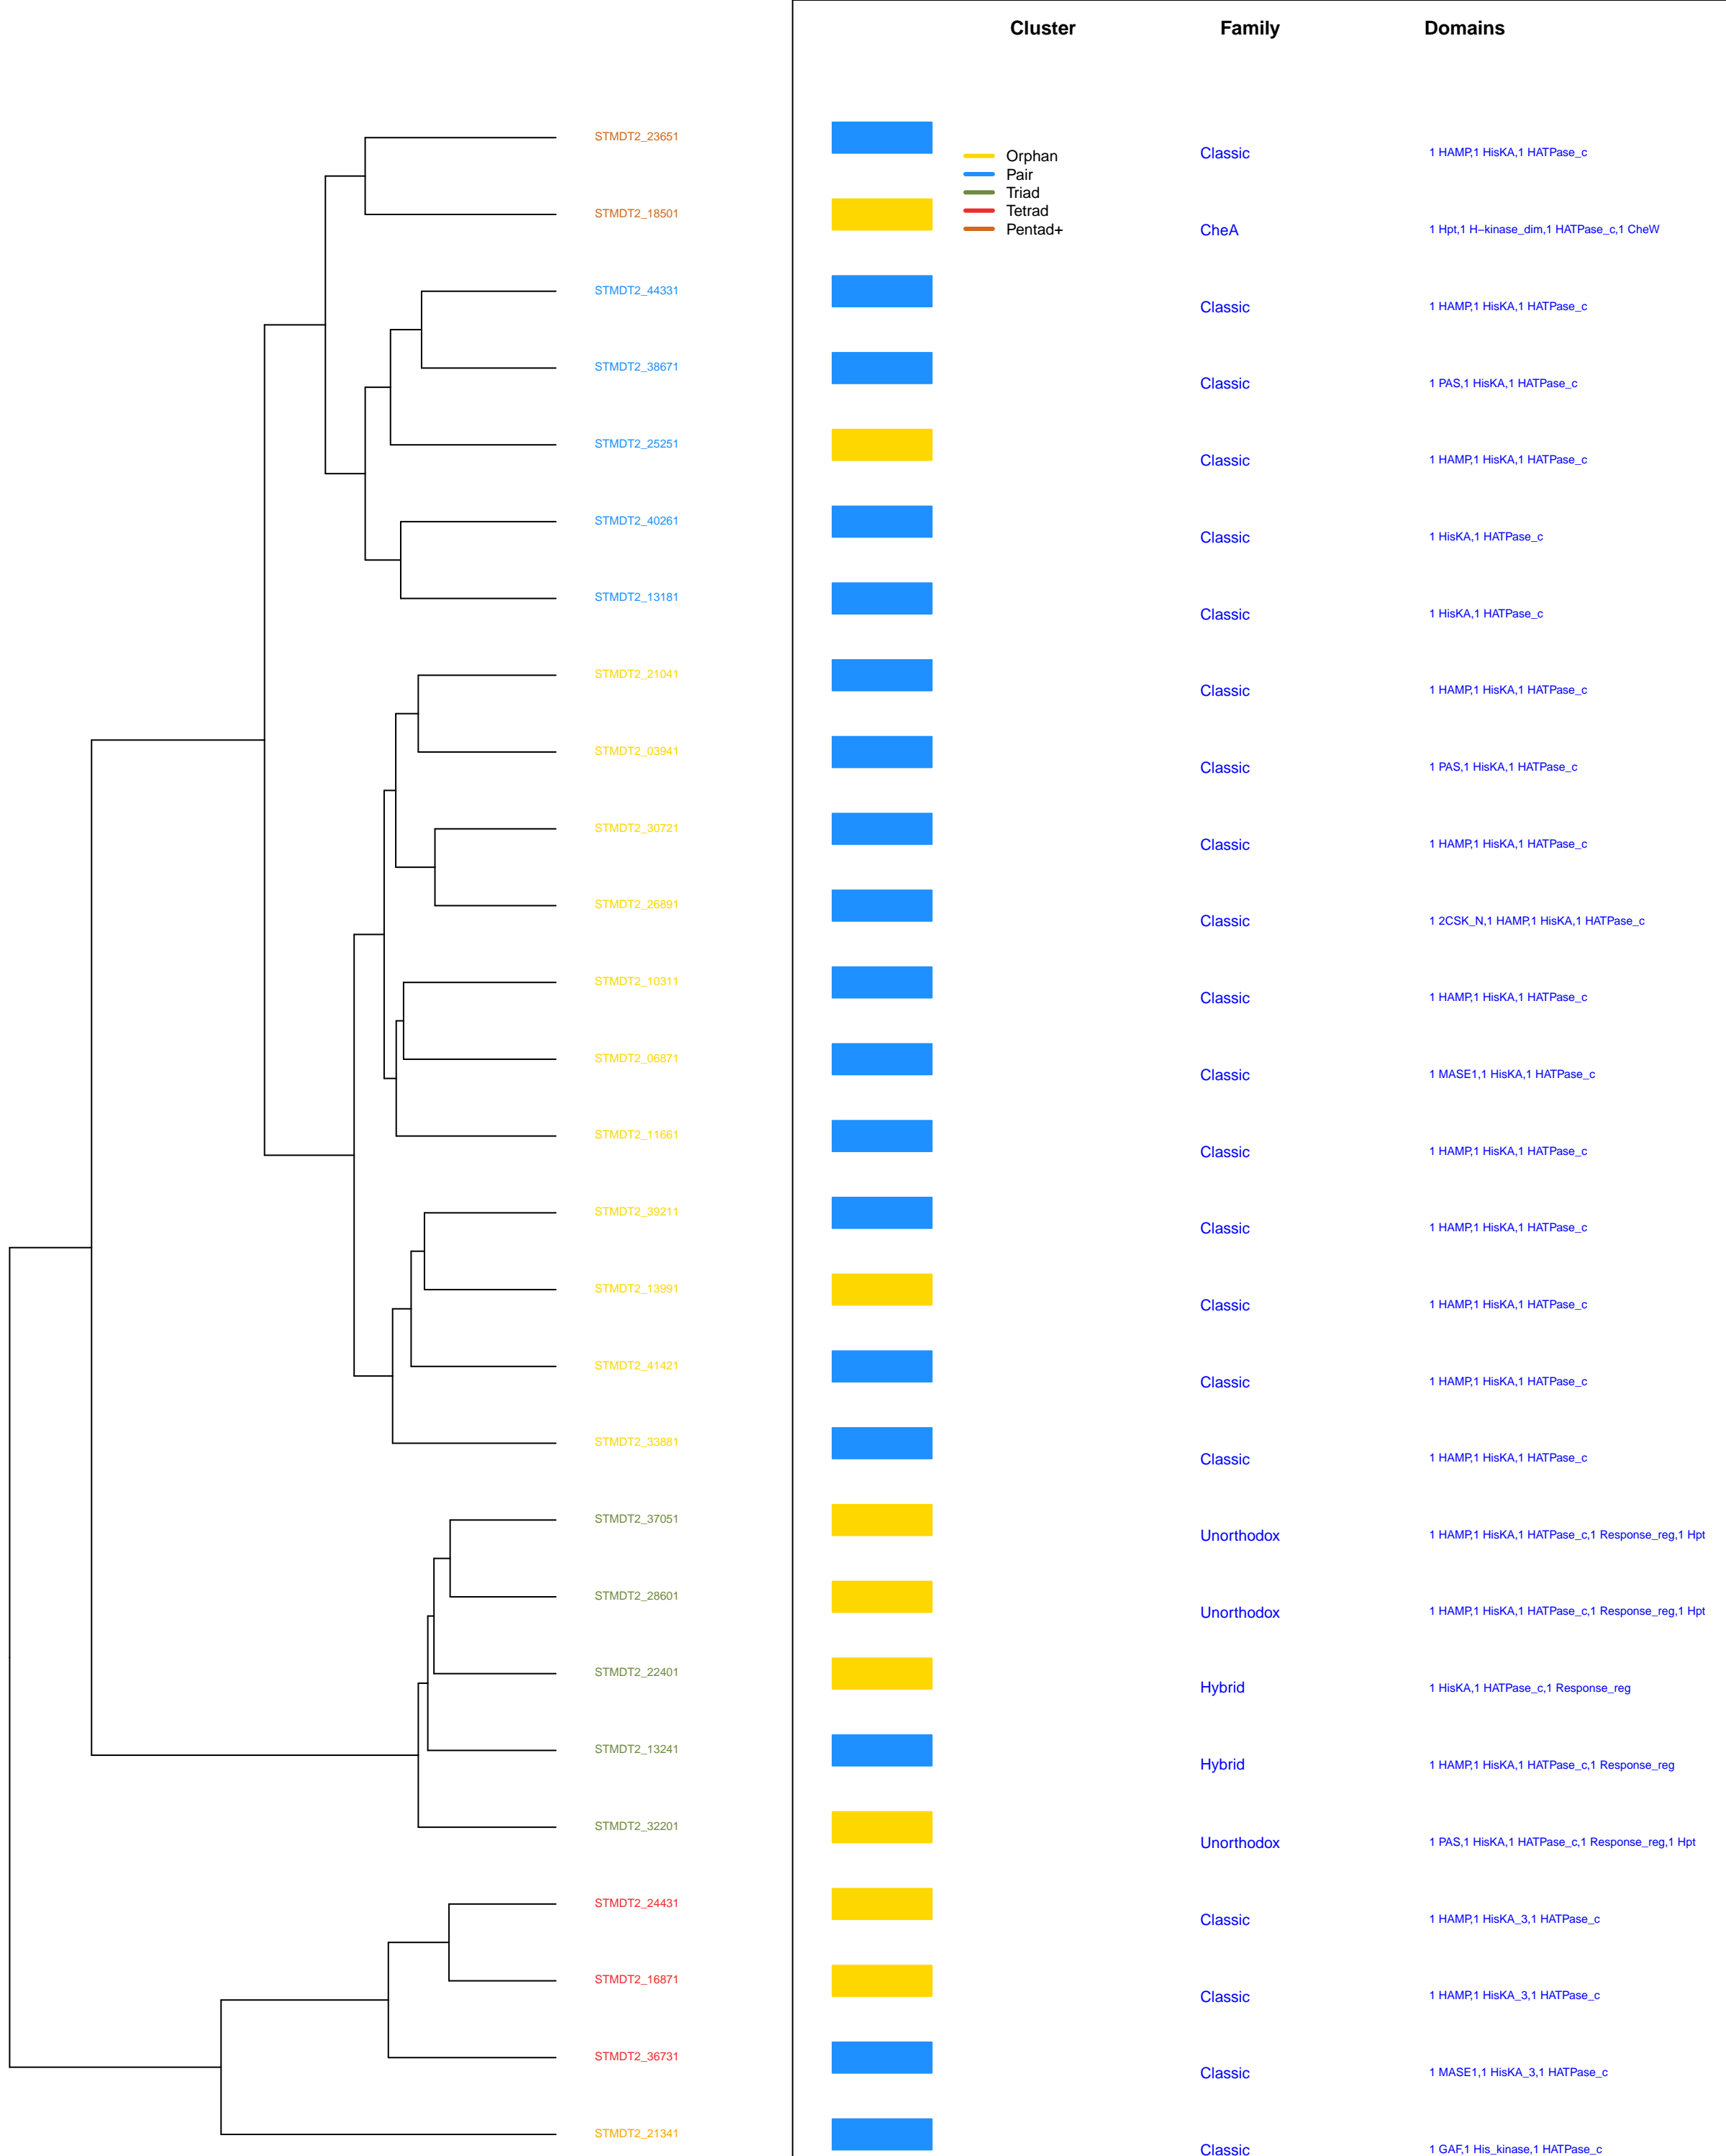 Cluster Family Domains
STMDT2_23651
Orphan
Classic 1 HAMP,1 HisKA,1 HATPase_c
Pair
Triad
Tetrad
STMDT2_18501
Pentad+
CheA 1 Hpt,1 H−kinase_dim,1 HATPase_c,1 CheW
STMDT2_44331
Classic 1 HAMP,1 HisKA,1 HATPase_c
STMDT2_38671
Classic 1 PAS,1 HisKA,1 HATPase_c
STMDT2_25251
Classic 1 HAMP,1 HisKA,1 HATPase_c
STMDT2_40261
Classic 1 HisKA,1 HATPase_c
STMDT2_13181
Classic 1 HisKA,1 HATPase_c
STMDT2_21041
Classic 1 HAMP,1 HisKA,1 HATPase_c
STMDT2_03941
Classic 1 PAS,1 HisKA,1 HATPase_c
STMDT2_30721
Classic 1 HAMP,1 HisKA,1 HATPase_c
STMDT2_26891
Classic 1 2CSK_N,1 HAMP,1 HisKA,1 HATPase_c
STMDT2_10311
Classic 1 HAMP,1 HisKA,1 HATPase_c
STMDT2_06871
Classic 1 MASE1,1 HisKA,1 HATPase_c
STMDT2_11661
Classic 1 HAMP,1 HisKA,1 HATPase_c
STMDT2_39211
Classic 1 HAMP,1 HisKA,1 HATPase_c
STMDT2_13991
Classic 1 HAMP,1 HisKA,1 HATPase_c
STMDT2_41421
Classic 1 HAMP,1 HisKA,1 HATPase_c
STMDT2_33881
Classic 1 HAMP,1 HisKA,1 HATPase_c
STMDT2_37051
Unorthodox 1 HAMP,1 HisKA,1 HATPase_c,1 Response_reg,1 Hpt
STMDT2_28601
Unorthodox 1 HAMP,1 HisKA,1 HATPase_c,1 Response_reg,1 Hpt
STMDT2_22401
Hybrid 1 HisKA,1 HATPase_c,1 Response_reg
STMDT2_13241
Hybrid 1 HAMP,1 HisKA,1 HATPase_c,1 Response_reg
STMDT2_32201
Unorthodox 1 PAS,1 HisKA,1 HATPase_c,1 Response_reg,1 Hpt
STMDT2_24431
Classic 1 HAMP,1 HisKA_3,1 HATPase_c
STMDT2_16871
Classic 1 HAMP,1 HisKA_3,1 HATPase_c
STMDT2_36731
Classic 1 MASE1,1 HisKA_3,1 HATPase_c
STMDT2_21341
Classic 1 GAF,1 His_kinase,1 HATPase_c